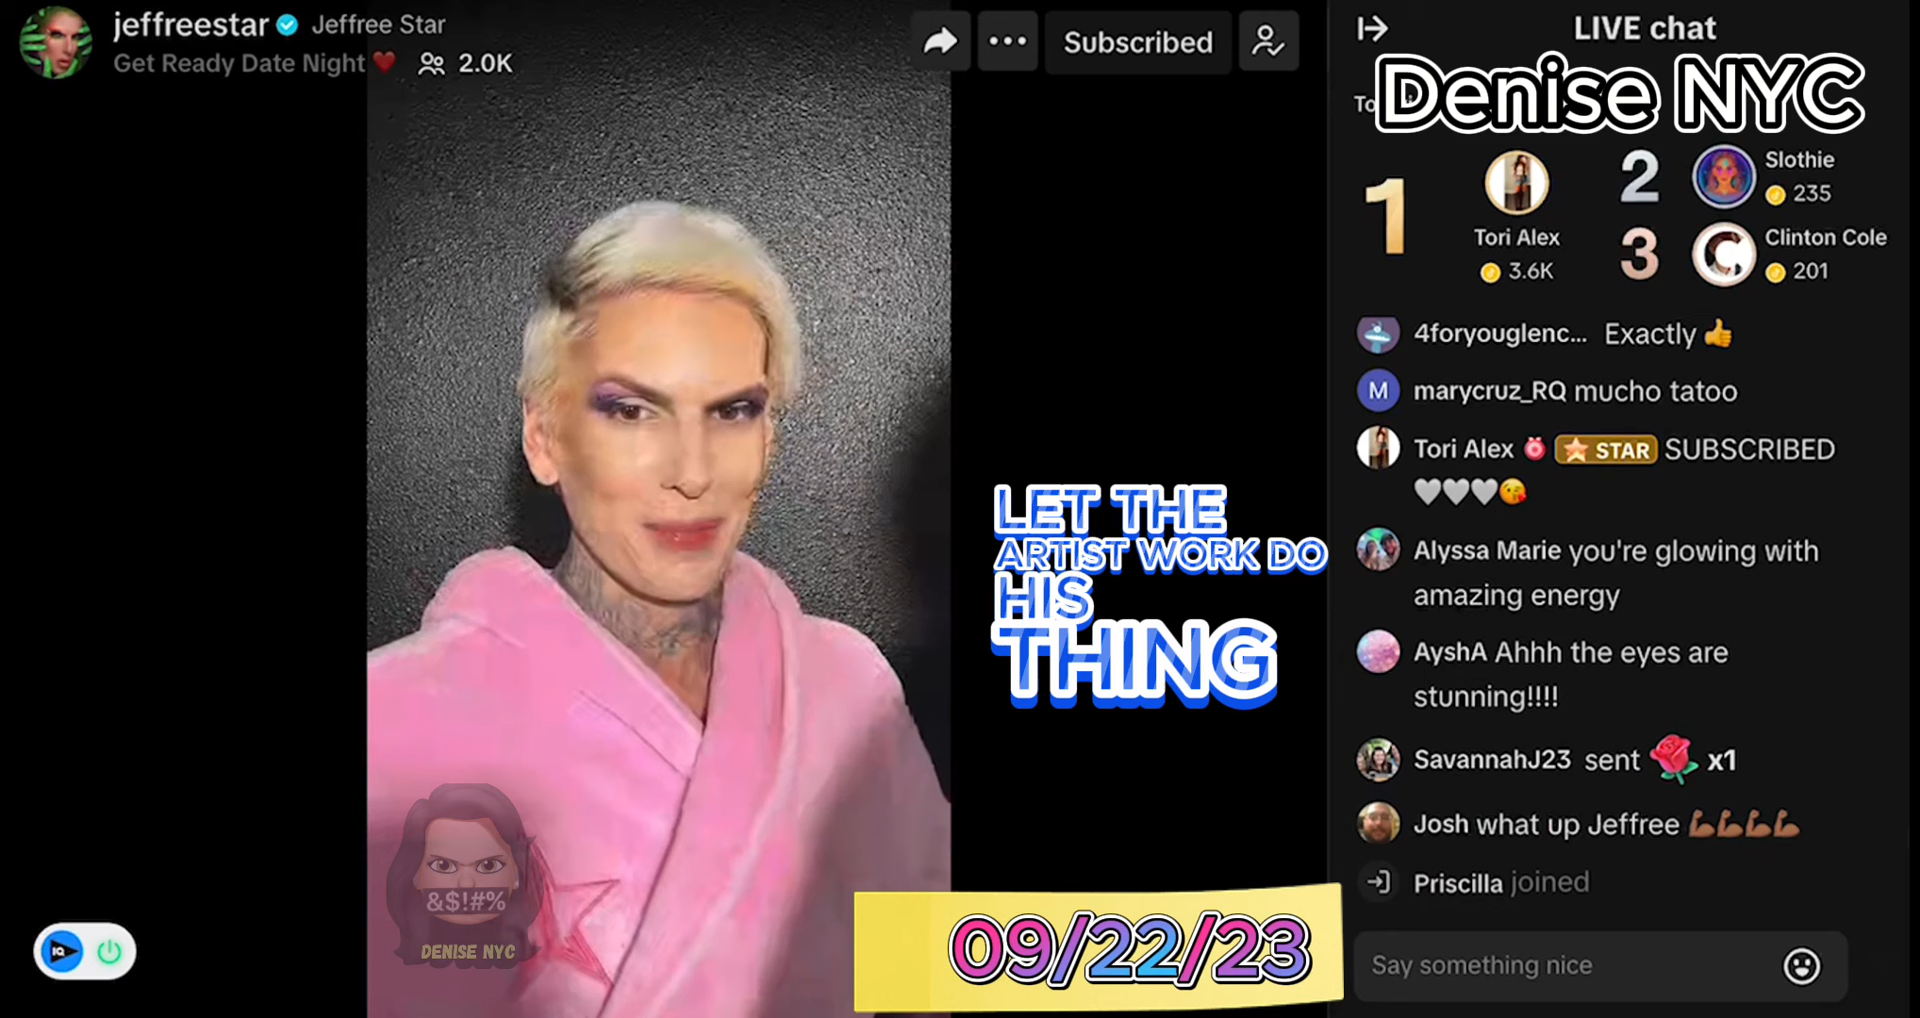 jeffreestar Jeffree Star
Get Ready Date Night ❤️ 2.0K
Subscribed
LIVE chat
Denise NYC
1
Tori Alex
3.6K
2
Slothie
235
3
Clinton Cole
201
4foryouglenc... Exactly 👍
M marycruz_RQ mucho tatoo
Tori Alex STAR SUBSCRIBED
🤍🤍🤍😘
Alyssa Marie you're glowing with
amazing energy
AyshA Ahhh the eyes are
stunning!!!!
SavannahJ23 sent 🌹 x1
Josh what up Jeffree 💪🏾💪🏾💪🏾💪🏾
Priscilla joined
Say something nice
LET THE
ARTIST WORK DO
HIS
THING
&$!#%
DENISE NYC
09/22/23
IQ